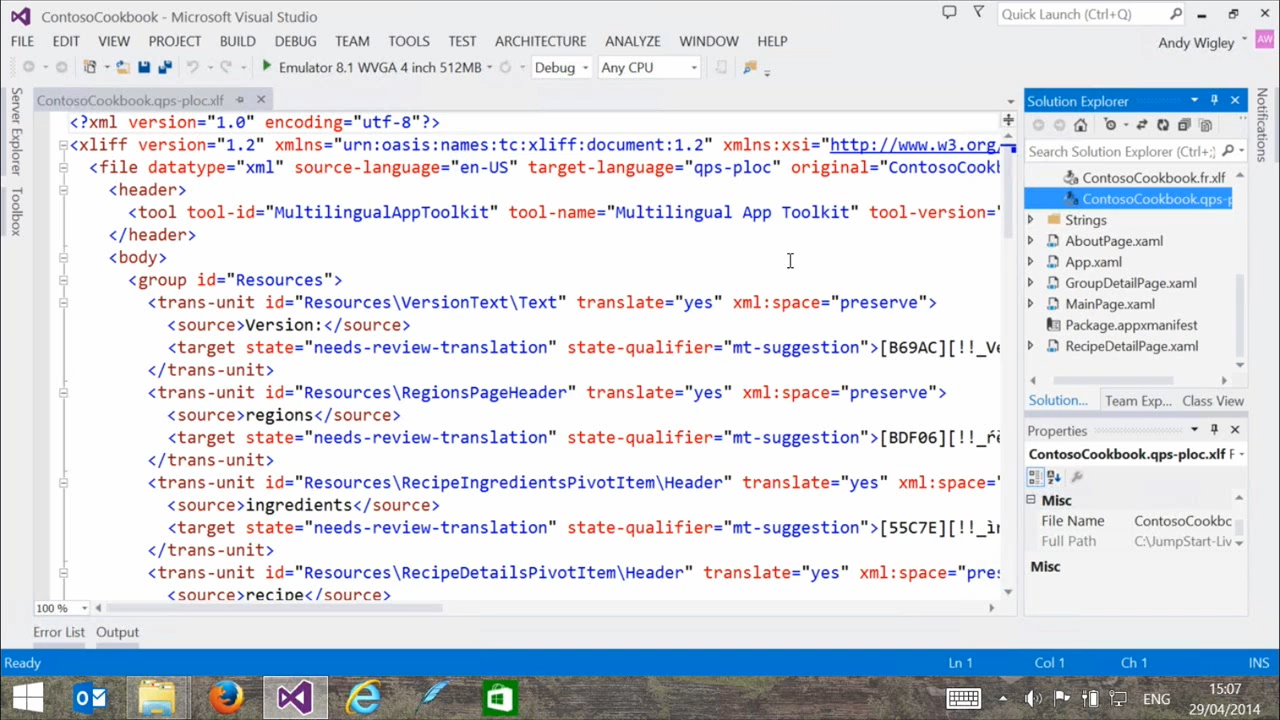 ContosoCookbook - Microsoft Visual Studio
Quick Launch (Ctrl+Q)
FILE EDIT VIEW PROJECT BUILD DEBUG TEAM TOOLS TEST ARCHITECTURE ANALYZE WINDOW HELP
Andy Wigley AW
Emulator 8.1 WVGA 4 inch 512MB Debug Any CPU
Server Explorer
Toolbox
ContosoCookbook.qps-ploc.xlf
<?xml version="1.0" encoding="utf-8"?>
<xliff version="1.2" xmlns="urn:oasis:names:tc:xliff:document:1.2" xmlns:xsi="http://www.w3.org/
<file datatype="xml" source-language="en-US" target-language="qps-ploc" original="ContosoCook
<header>
<tool tool-id="MultilingualAppToolkit" tool-name="Multilingual App Toolkit" tool-version="
</header>
<body>
<group id="Resources">
<trans-unit id="Resources\VersionText\Text" translate="yes" xml:space="preserve">
<source>Version:</source>
<target state="needs-review-translation" state-qualifier="mt-suggestion">[B69AC][!!_Ve
</trans-unit>
<trans-unit id="Resources\RegionsPageHeader" translate="yes" xml:space="preserve">
<source>regions</source>
<target state="needs-review-translation" state-qualifier="mt-suggestion">[BDF06][!!_ŕè
</trans-unit>
<trans-unit id="Resources\RecipeIngredientsPivotItem\Header" translate="yes" xml:space="
<source>ingredients</source>
<target state="needs-review-translation" state-qualifier="mt-suggestion">[55C7E][!!_ìn
</trans-unit>
<trans-unit id="Resources\RecipeDetailsPivotItem\Header" translate="yes" xml:space="pres
<source>recipe</source>
100 %
Solution Explorer
Search Solution Explorer (Ctrl+;)
ContosoCookbook.fr.xlf
ContosoCookbook.qps-p
Strings
AboutPage.xaml
App.xaml
GroupDetailPage.xaml
MainPage.xaml
Package.appxmanifest
RecipeDetailPage.xaml
Solution... Team Exp... Class View
Properties
ContosoCookbook.qps-ploc.xlf F
Misc
File Name ContosoCookbc
Full Path C:\JumpStart-Liv
Misc
Notifications
Error List Output
Ready Ln 1 Col 1 Ch 1 INS
ENG
15:07
29/04/2014